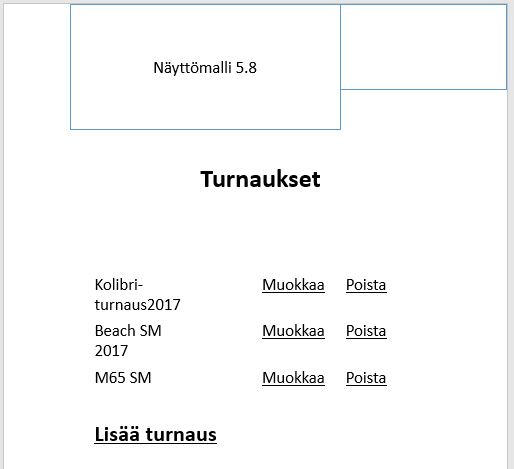 Näyttömalli 5.8
Turnaukset
Kolibri-
turnaus2017 Muokkaa Poista
Beach SM
2017 Muokkaa Poista
M65 SM Muokkaa Poista
Lisää turnaus